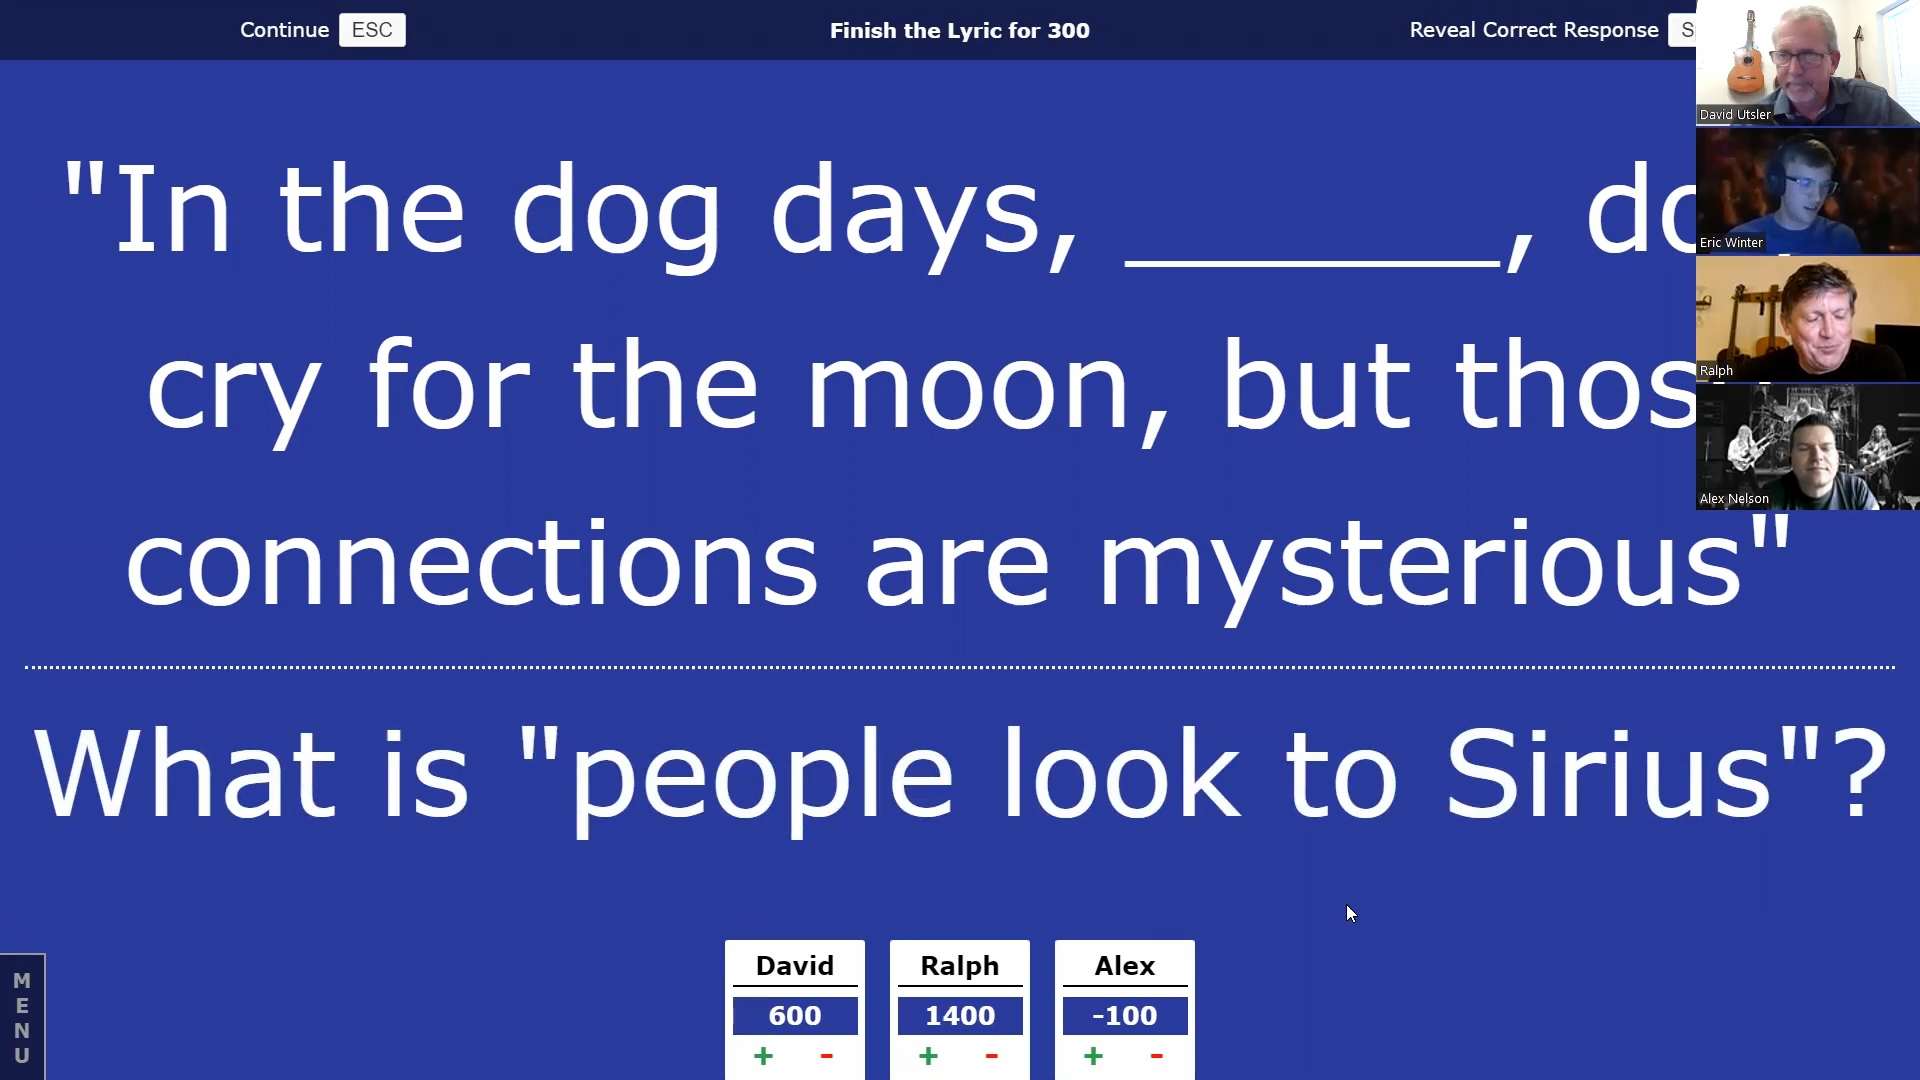 Continue ESC
Finish the Lyric for 300
Reveal Correct Response S
David Utsler
Eric Winter
Ralph
Alex Nelson
"In the dog days, ______, do
cry for the moon, but thos
connections are mysterious"
What is "people look to Sirius"?
MENU
David Ralph Alex
600 1400 -100
+ - + - + -